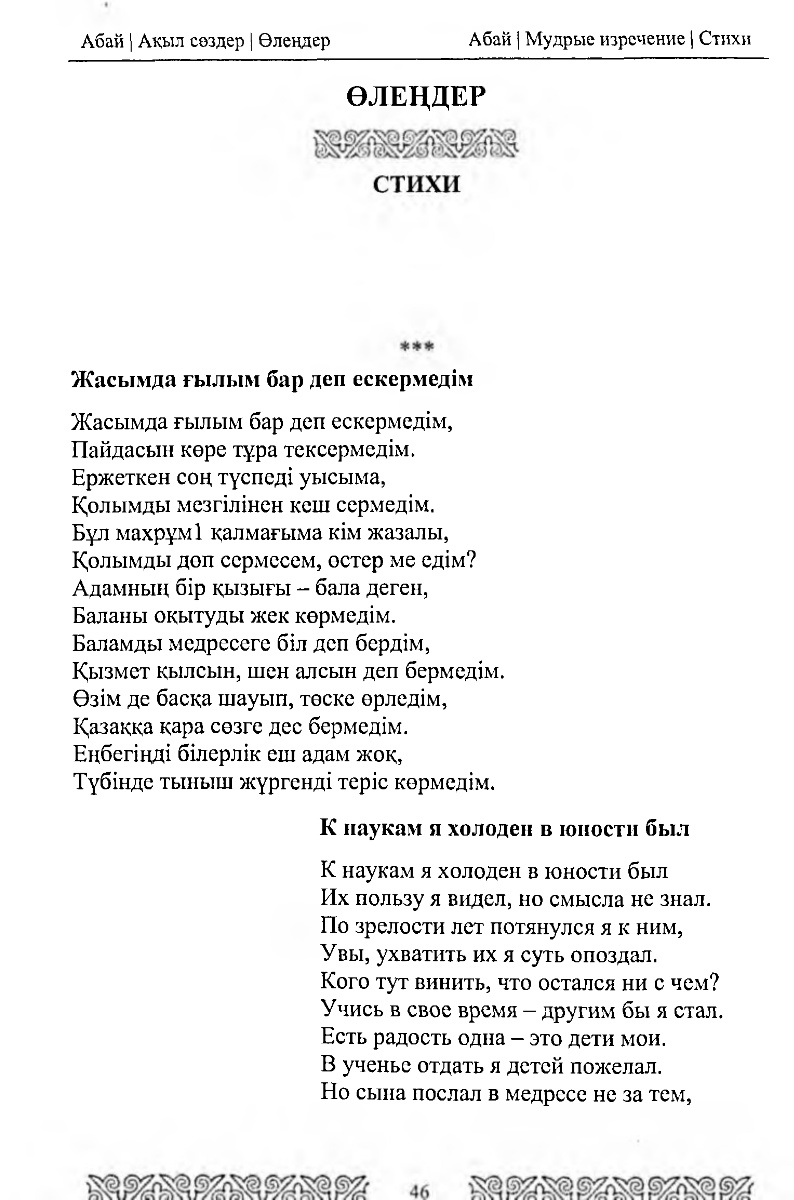 Абай | Ақыл сөздер | Өлеңдер
Абай | Мудрые изречение | Стихи
ӨЛЕҢДЕР
СТИХИ
***
Жасымда ғылым бар деп ескермедім
Жасымда ғылым бар деп ескермедім,
Пайдасын көре тұра тексермедім.
Ержеткен соң түспеді уысыма,
Қолымды мезгілінен кеш сермедім.
Бұл махрұм1 қалмағыма кім жазалы,
Қолымды доп сермесем, өстер ме едім?
Адамның бір қызығы – бала деген,
Баланы оқытуды жек көрмедім.
Баламды медресеге біл деп бердім,
Қызмет қылсын, шен алсын деп бермедім.
Өзім де басқа шауып, төске өрледім,
Қазаққа қара сөзге дес бермедім.
Еңбегіңді білерлік еш адам жоқ,
Түбінде тыныш жүргенді теріс көрмедім.
К наукам я холоден в юности был
К наукам я холоден в юности был
Их пользу я видел, но смысла не знал.
По зрелости лет потянулся я к ним,
Увы, ухватить их я суть опоздал.
Кого тут винить, что остался ни с чем?
Учись в свое время – другим бы я стал.
Есть радость одна – это дети мои.
В ученье отдать я детей пожелал.
Но сына послал в медресе не за тем,
46